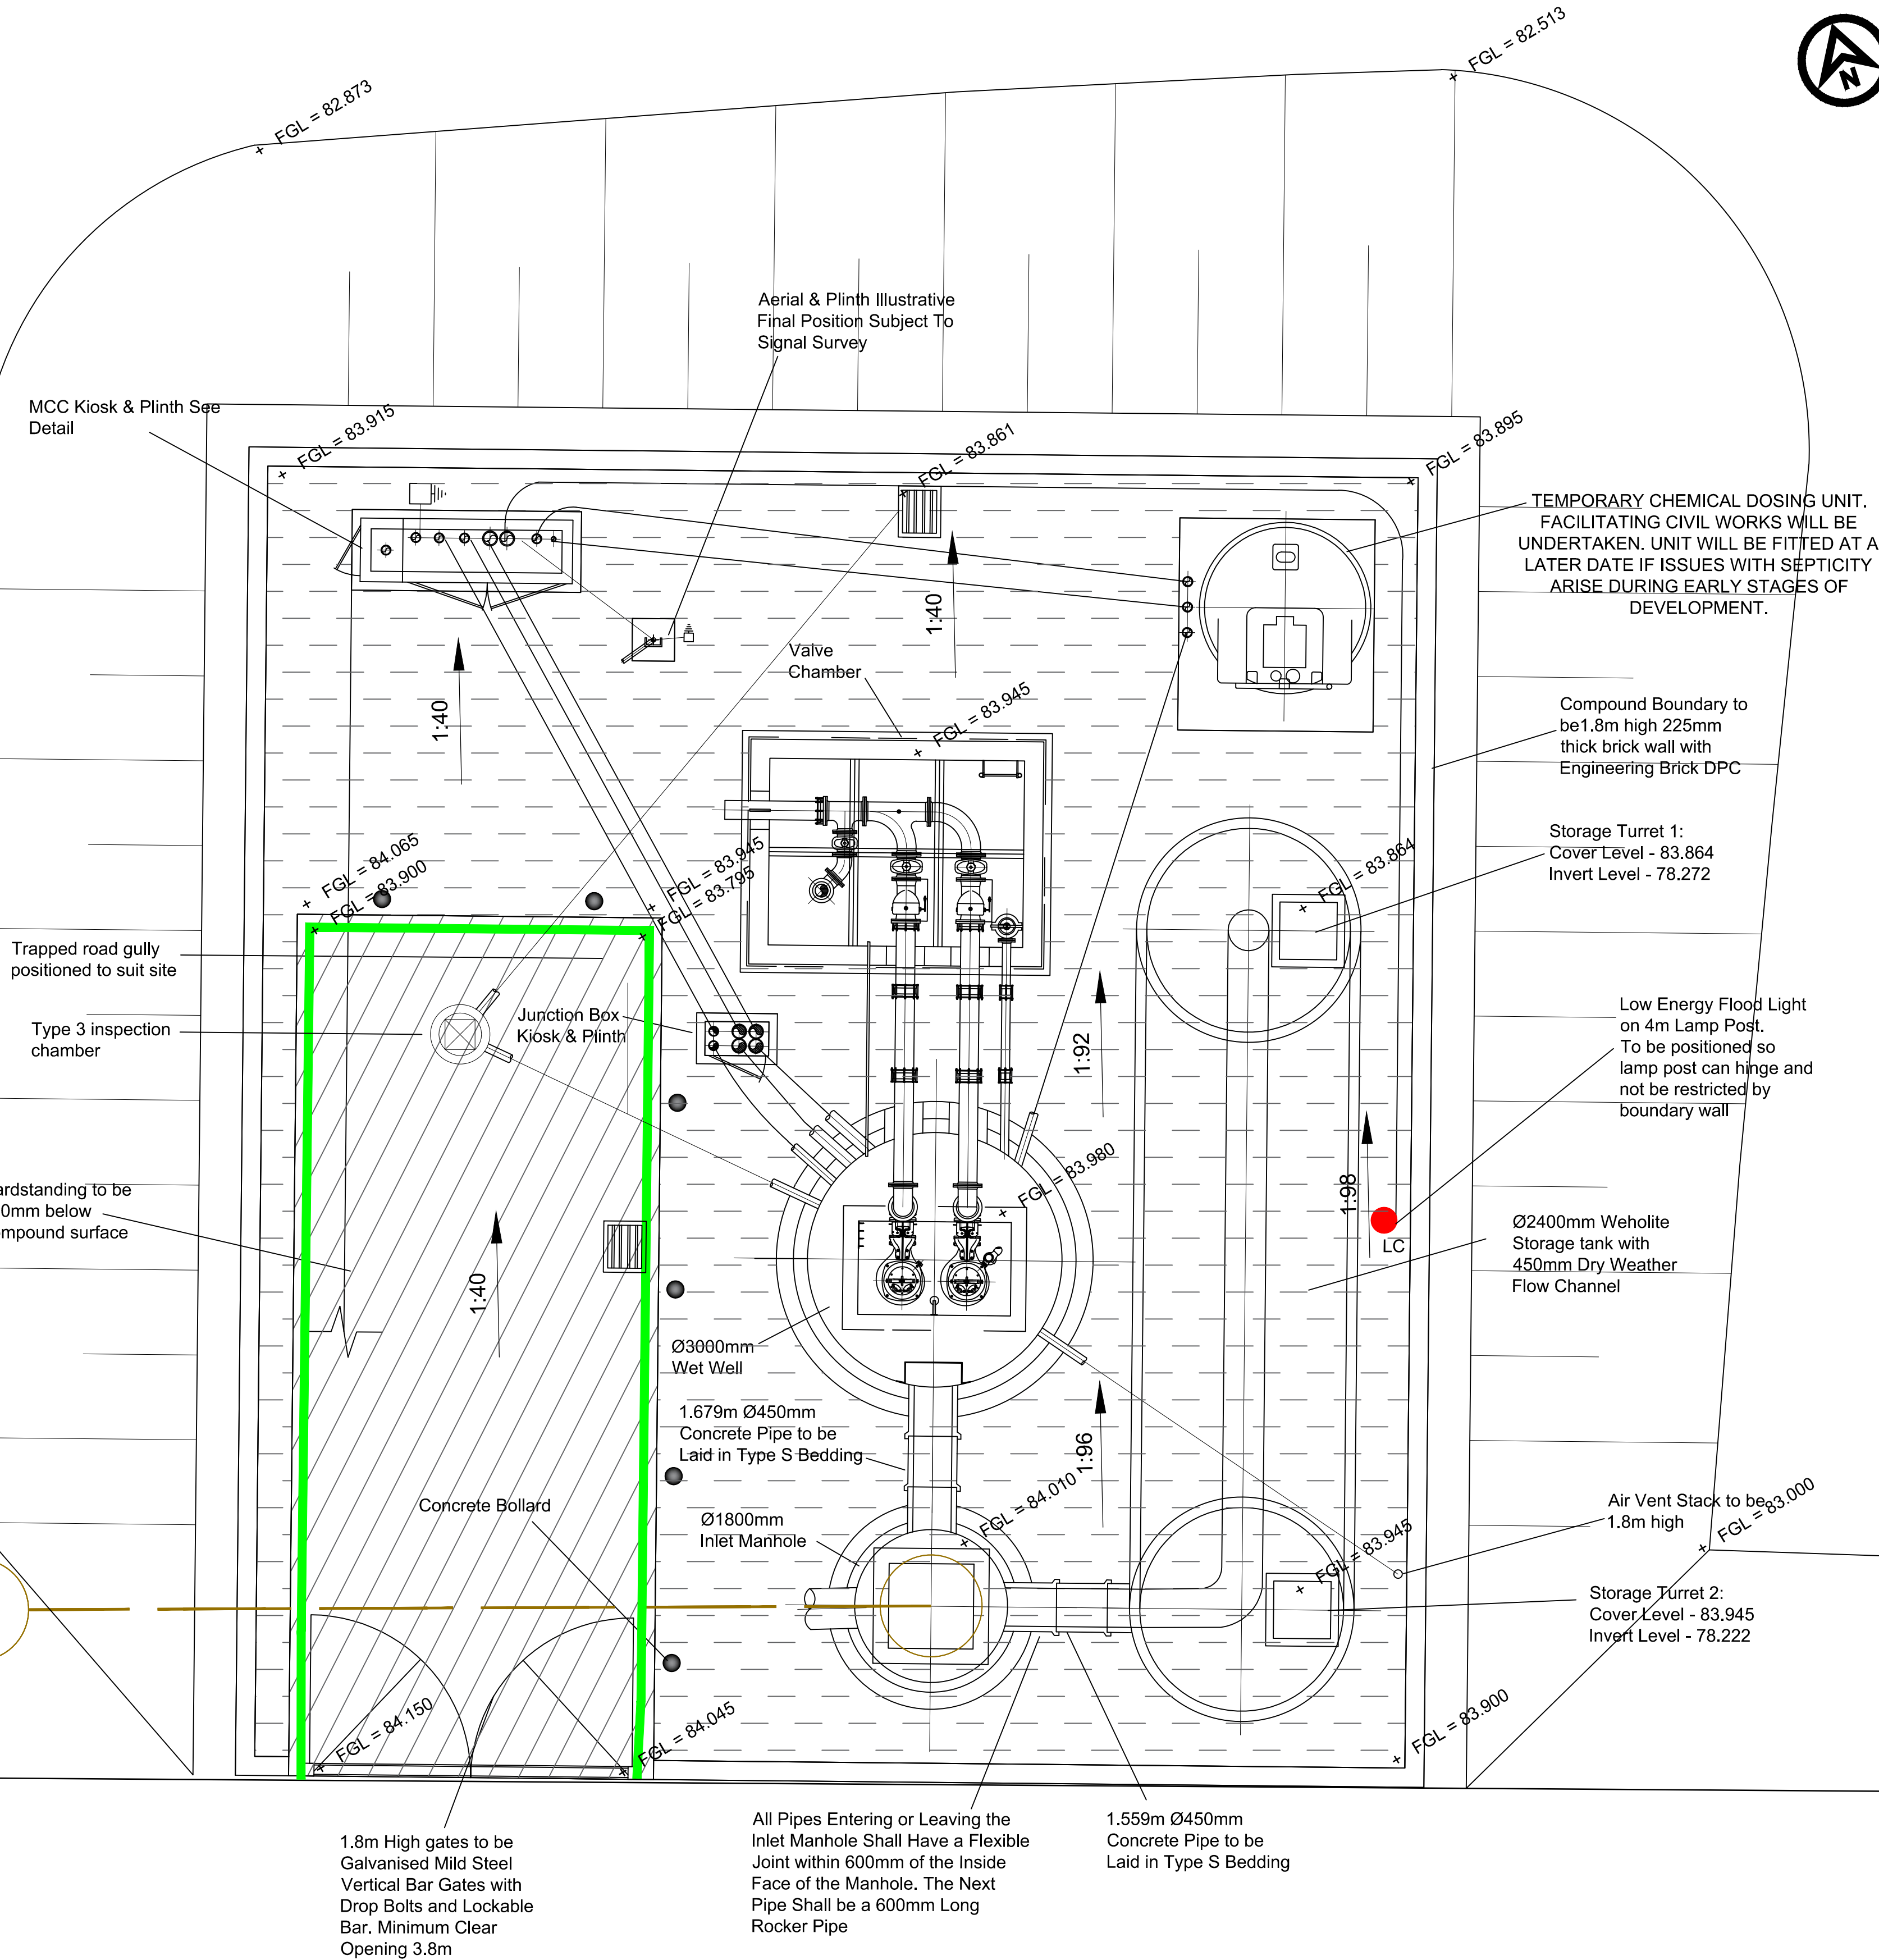 FGL = 82.513
N
FGL = 82.873
Aerial & Plinth Illustrative
Final Position Subject To
Signal Survey
MCC Kiosk & Plinth See
Detail
FGL = 83.915
FGL = 83.861
FGL = 83.895
TEMPORARY CHEMICAL DOSING UNIT.
FACILITATING CIVIL WORKS WILL BE
UNDERTAKEN. UNIT WILL BE FITTED AT A
LATER DATE IF ISSUES WITH SEPTICITY
ARISE DURING EARLY STAGES OF
DEVELOPMENT.
1:40
1:40
Valve
Chamber
FGL = 83.945
Compound Boundary to
be1.8m high 225mm
thick brick wall with
Engineering Brick DPC
Storage Turret 1:
Cover Level - 83.864
Invert Level - 78.272
FGL = 83.864
FGL = 84.065
FGL = 83.900
FGL = 83.945
FGL = 83.795
Trapped road gully
positioned to suit site
Type 3 inspection
chamber
Junction Box
Kiosk & Plinth
1:92
Low Energy Flood Light
on 4m Lamp Post.
To be positioned so
lamp post can hinge and
not be restricted by
boundary wall
FGL = 83.980
1:98
ardstanding to be
0mm below
mpound surface
LC
Ø2400mm Weholite
Storage tank with
450mm Dry Weather
Flow Channel
1:40
Ø3000mm
Wet Well
1.679m Ø450mm
Concrete Pipe to be
Laid in Type S Bedding
1:96
Concrete Bollard
Ø1800mm
Inlet Manhole
FGL = 84.010
FGL = 83.945
Air Vent Stack to be
1.8m high
FGL = 83.000
Storage Turret 2:
Cover Level - 83.945
Invert Level - 78.222
FGL = 84.150
FGL = 84.045
FGL = 83.900
1.8m High gates to be
Galvanised Mild Steel
Vertical Bar Gates with
Drop Bolts and Lockable
Bar. Minimum Clear
Opening 3.8m
All Pipes Entering or Leaving the
Inlet Manhole Shall Have a Flexible
Joint within 600mm of the Inside
Face of the Manhole. The Next
Pipe Shall be a 600mm Long
Rocker Pipe
1.559m Ø450mm
Concrete Pipe to be
Laid in Type S Bedding